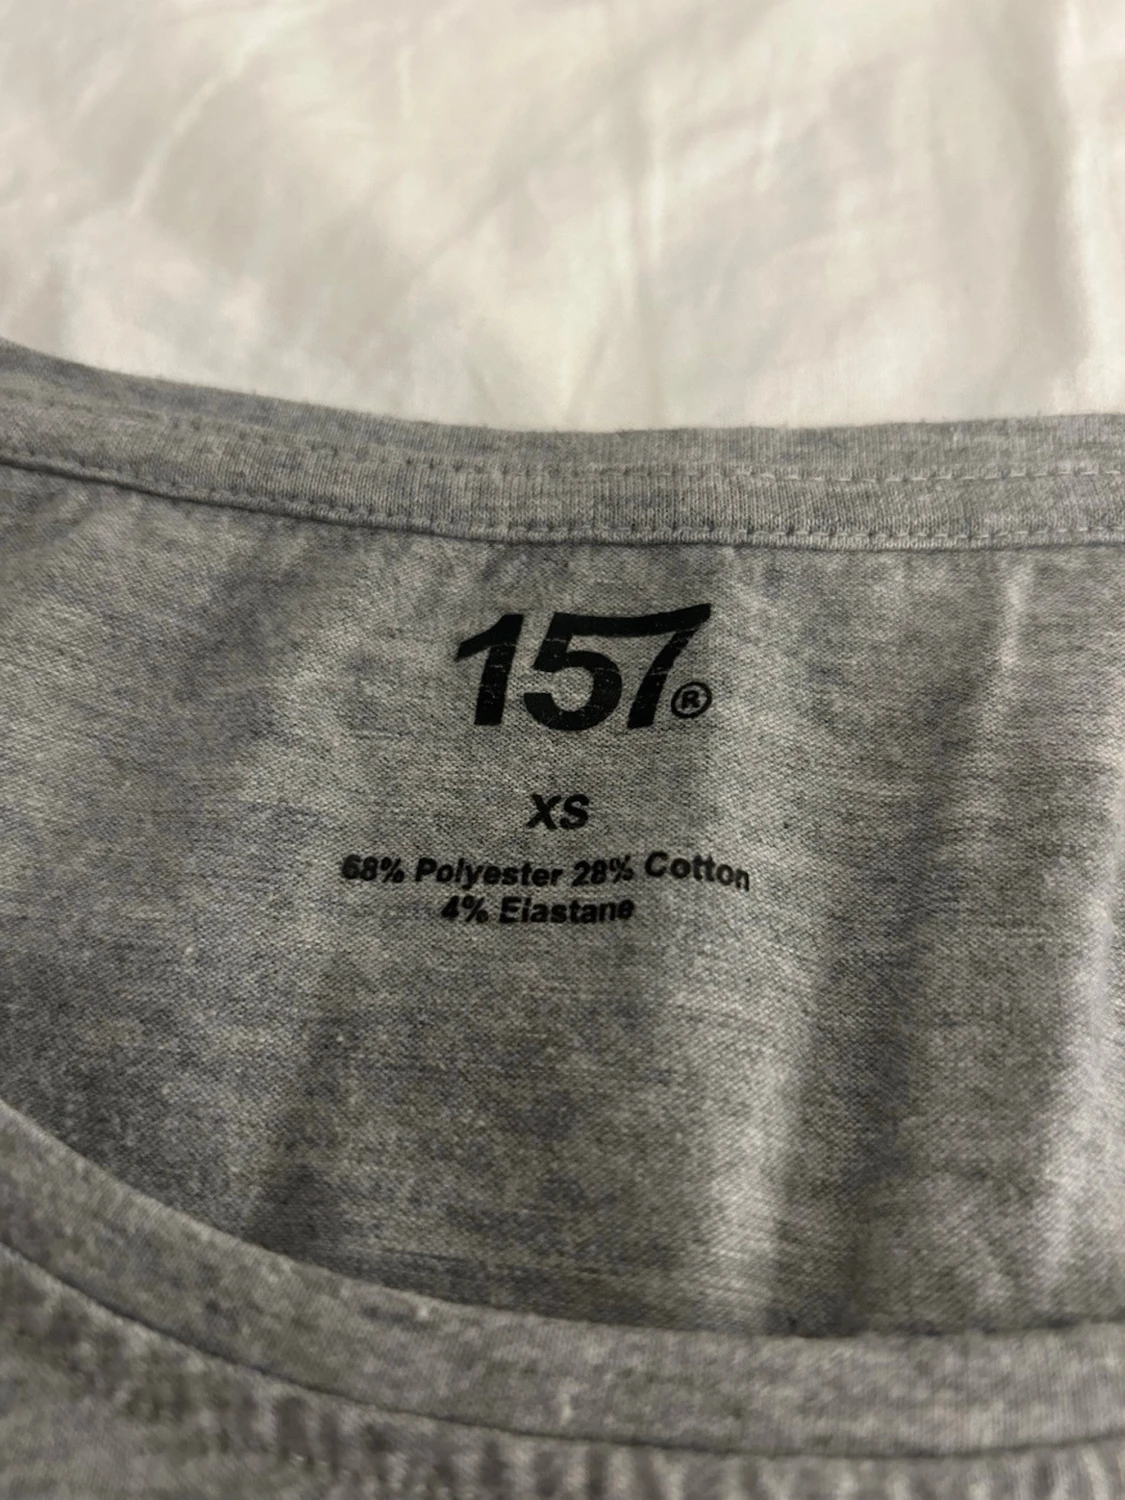 157®
XS
68% Polyester 28% Cotton
4% Elastane